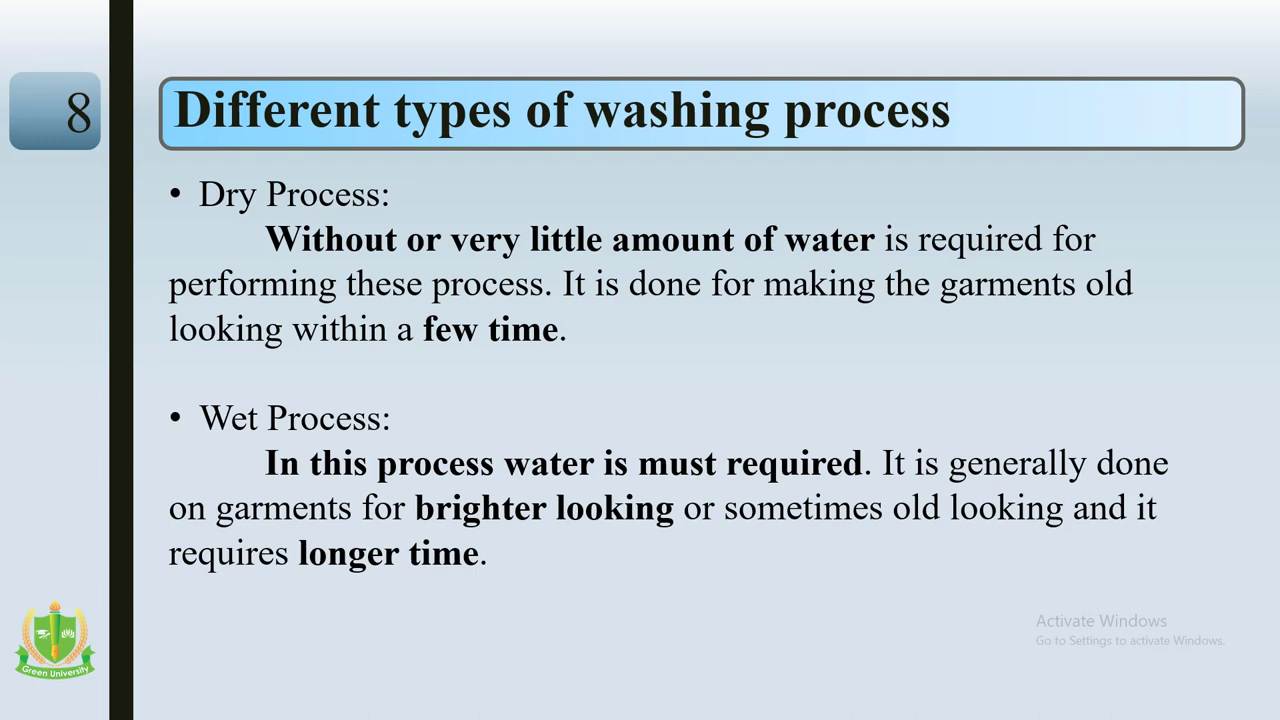 8
Different types of washing process
• Dry Process:
Without or very little amount of water is required for
performing these process. It is done for making the garments old
looking within a few time.
• Wet Process:
In this process water is must required. It is generally done
on garments for brighter looking or sometimes old looking and it
requires longer time.
Activate Windows
Go to Settings to activate Windows.
Green University